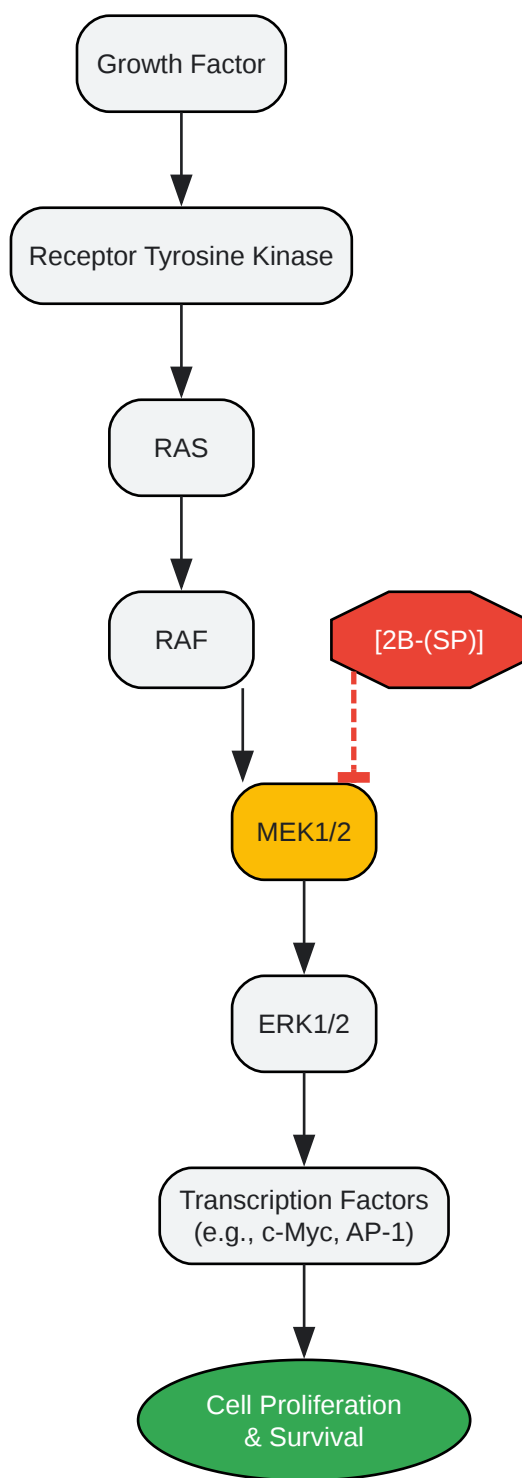 Growth Factor
Receptor Tyrosine Kinase
RAS
RAF
[2B-(SP)]
MEK1/2
ERK1/2
Transcription Factors
(e.g., c-Myc, AP-1)
Cell Proliferation
& Survival